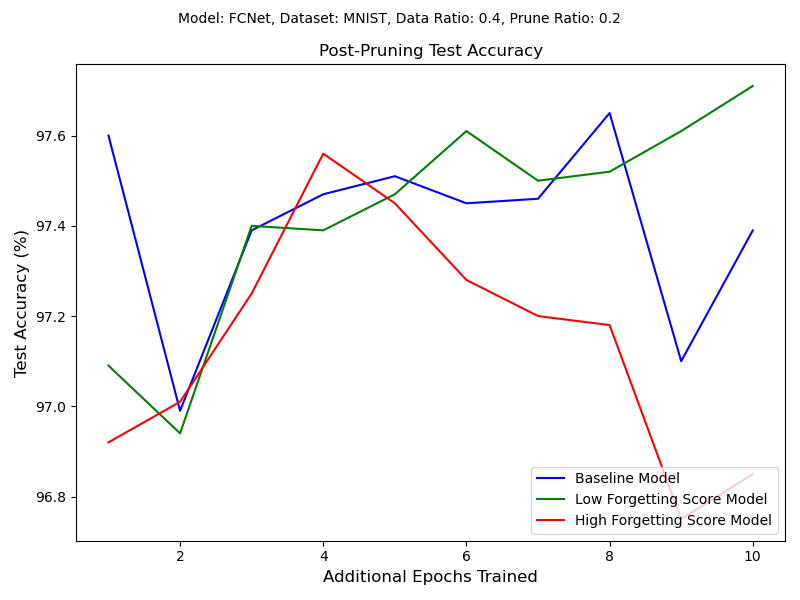 Model: FCNet, Dataset: MNIST, Data Ratio: 0.4, Prune Ratio: 0.2
Post-Pruning Test Accuracy
Test Accuracy (%)
97.6
97.4
97.2
97.0
96.8
Baseline Model
Low Forgetting Score Model
High Forgetting Score Model
2
4
6
8
10
Additional Epochs Trained